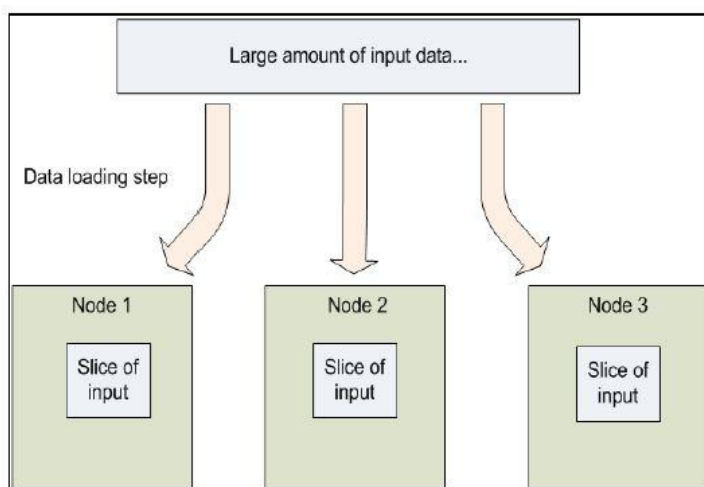 Large amount of input data...
Data loading step
Node 1
Node 2
Node 3
Slice of
input
Slice of
input
Slice of
input